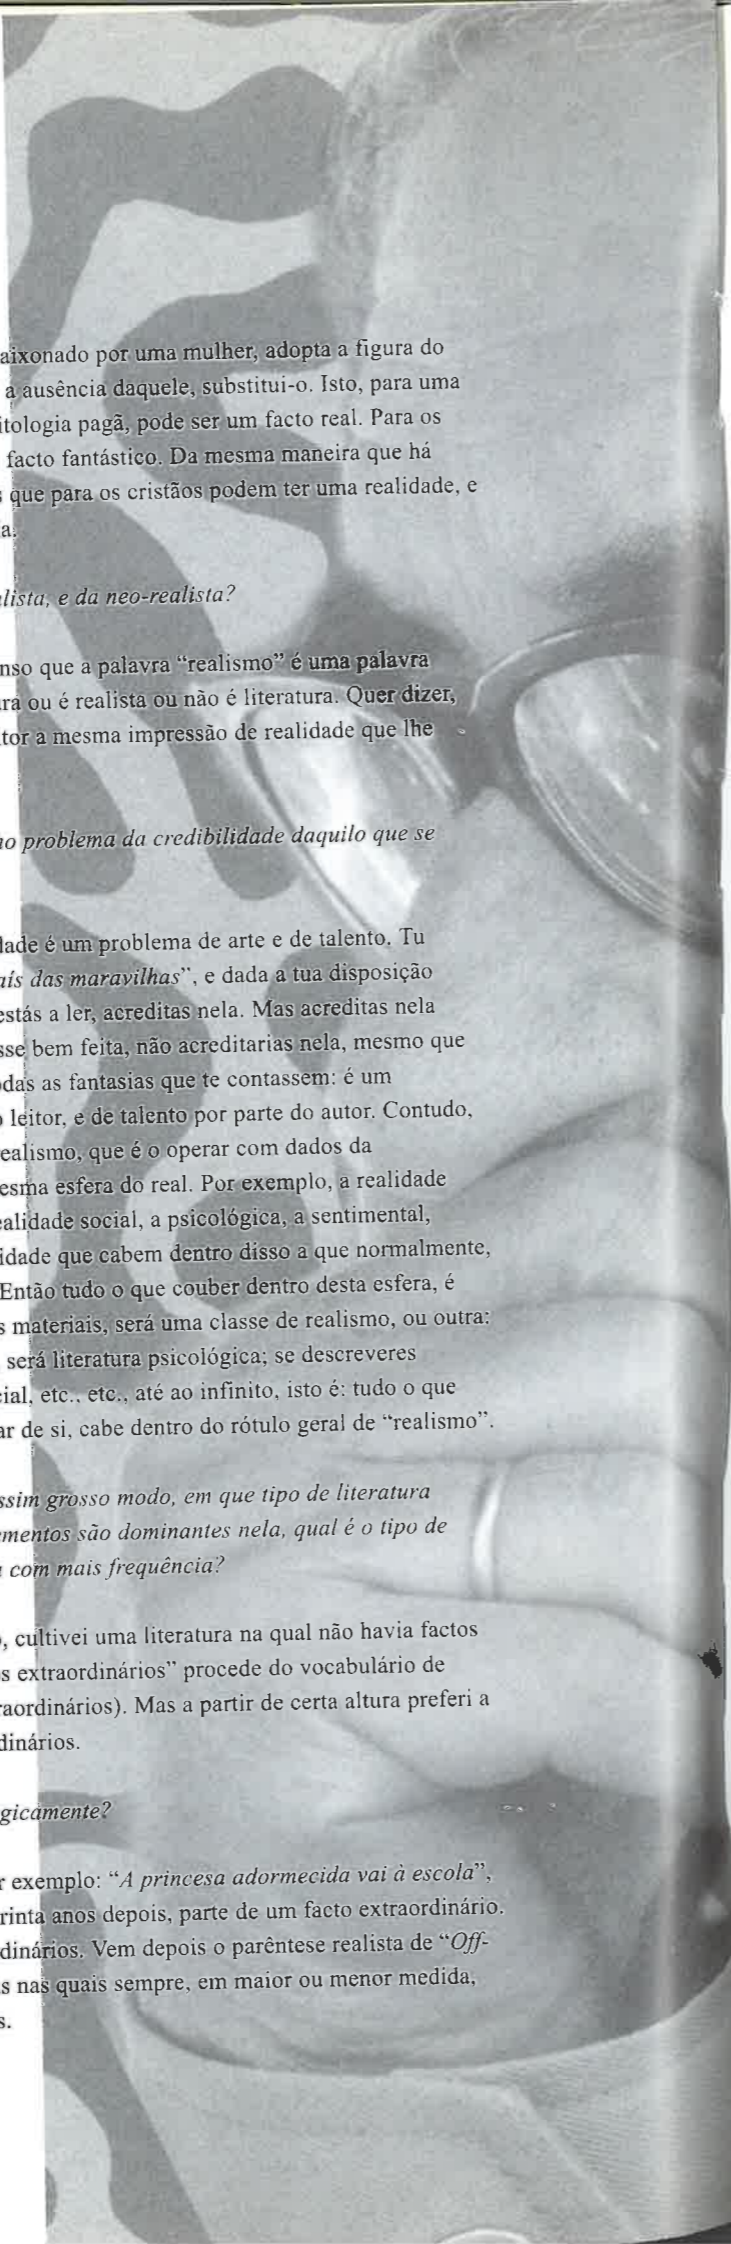 aixonado por uma mulher, adopta a figura do
a ausência daquele, substitui-o. Isto, para uma
itologia pagã, pode ser um facto real. Para os
facto fantástico. Da mesma maneira que há
s que para os cristãos podem ter uma realidade, e
a.
lista, e da neo-realista?
nso que a palavra “realismo” é uma palavra
ura ou é realista ou não é literatura. Quer dizer,
itor a mesma impressão de realidade que lhe
ao problema da credibilidade daquilo que se
dade é um problema de arte e de talento. Tu
aís das maravilhas”, e dada a tua disposição
estás a ler, acreditas nela. Mas acreditas nela
sse bem feita, não acreditarias nela, mesmo que
odas as fantasias que te contassem: é um
o leitor, e de talento por parte do autor. Contudo,
ealismo, que é o operar com dados da
esma esfera do real. Por exemplo, a realidade
ealidade social, a psicológica, a sentimental,
idade que cabem dentro disso a que normalmente,
Então tudo o que couber dentro desta esfera, é
s materiais, será uma classe de realismo, ou outra:
será literatura psicológica; se descreveres
cial, etc., etc., até ao infinito, isto é: tudo o que
ar de si, cabe dentro do rótulo geral de “realismo”.
ssim grosso modo, em que tipo de literatura
ementos são dominantes nela, qual é o tipo de
a com mais frequência?
o, cultivei uma literatura na qual não havia factos
s extraordinários” procede do vocabulário de
raordinários). Mas a partir de certa altura preferi a
dinários.
gicamente?
r exemplo: “A princesa adormecida vai à escola”,
rinta anos depois, parte de um facto extraordinário.
dinários. Vem depois o parêntese realista de “Off-
s nas quais sempre, em maior ou menor medida,
s.